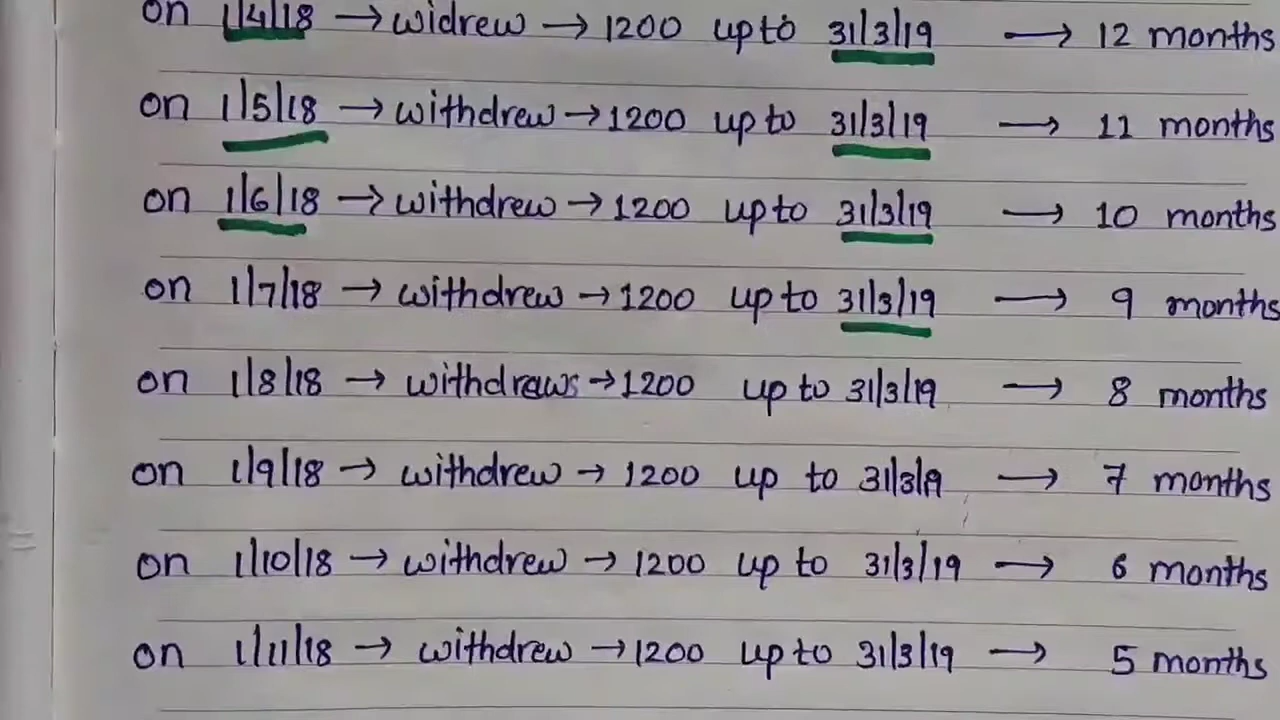 on 1/4/18 → widrew → 1200 upto 31/3/19 → 12 months
on 1/5/18 → withdrew → 1200 up to 31/3/19 → 11 months
on 1/6/18 → withdrew → 1200 up to 31/3/19 → 10 months
on 1/7/18 → withdrew → 1200 up to 31/3/19 → 9 months
on 1/8/18 → withdraws → 1200 up to 31/3/19 → 8 months
on 1/9/18 → withdrew → 1200 up to 31/3/19 → 7 months
on 1/10/18 → withdrew → 1200 up to 31/3/19 → 6 months
on 1/11/18 → withdrew → 1200 up to 31/3/19 → 5 months